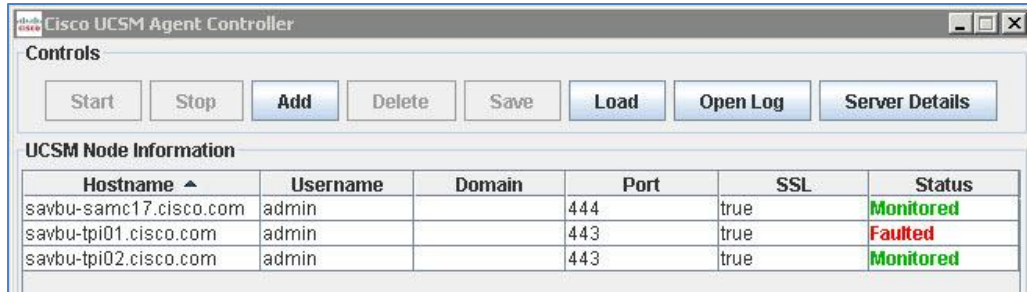 Cisco UCSM Agent Controller
Controls
Start Stop Add Delete Save Load Open Log Server Details
UCSM Node Information
Hostname Username Domain Port SSL Status
savbu-samc17.cisco.com admin 444 true Monitored
savbu-tpi01.cisco.com admin 443 true Faulted
savbu-tpi02.cisco.com admin 443 true Monitored